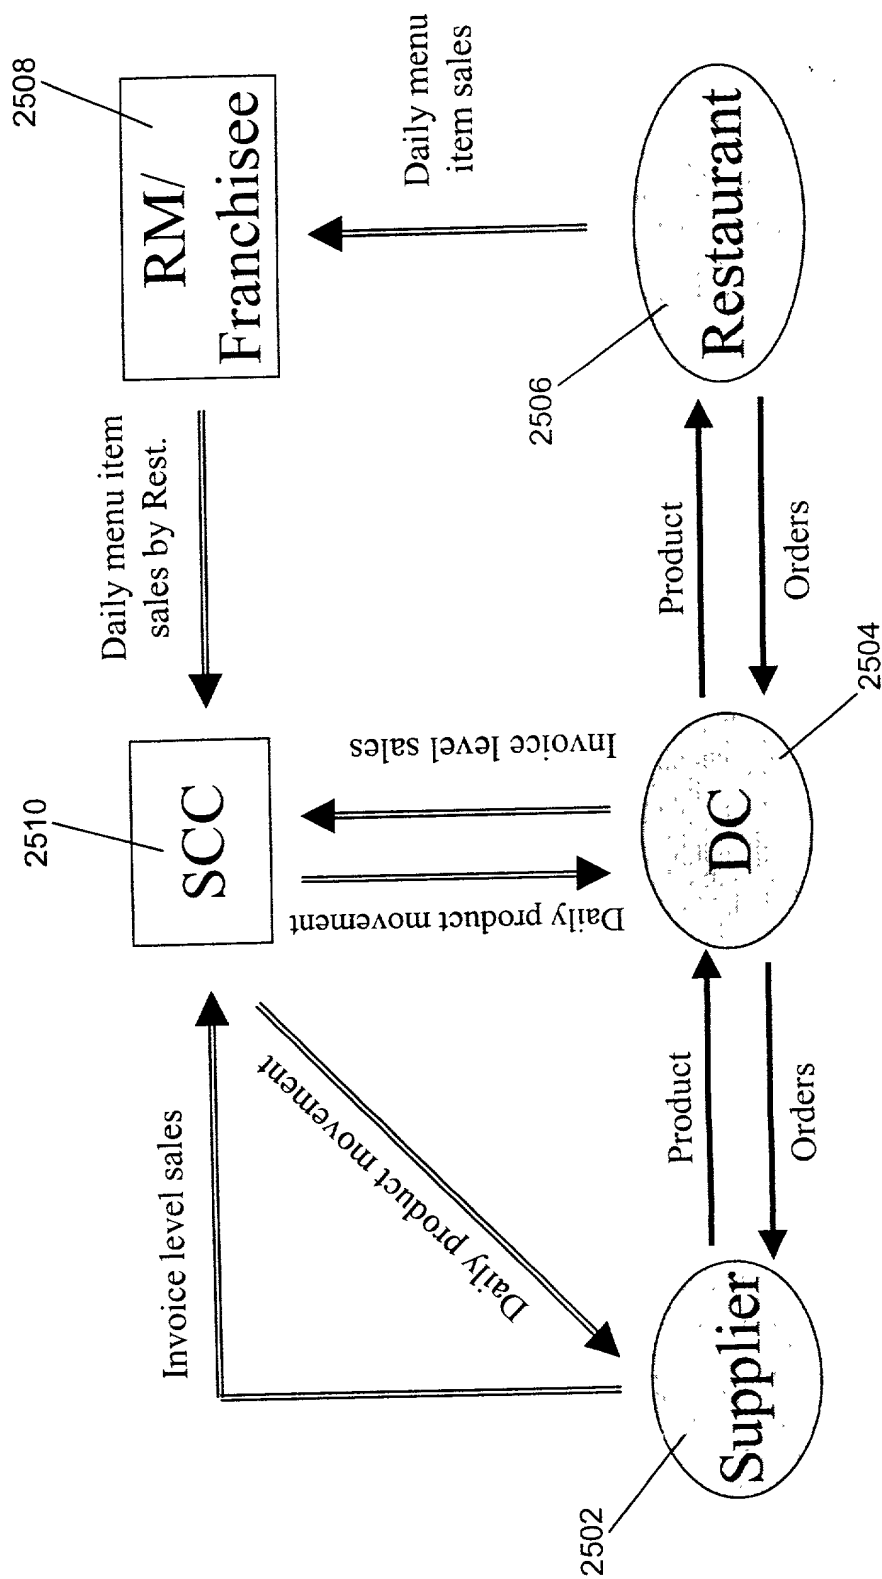 2510
2508
SCC
RM/
Franchisee
Invoice level sales
Daily menu item
sales by Rest.
Daily menu
item sales
Daily product movement
Daily product movement
Invoice level sales
2506
Supplier
DC
Restaurant
Product
Product
Orders
Orders
2502
2504